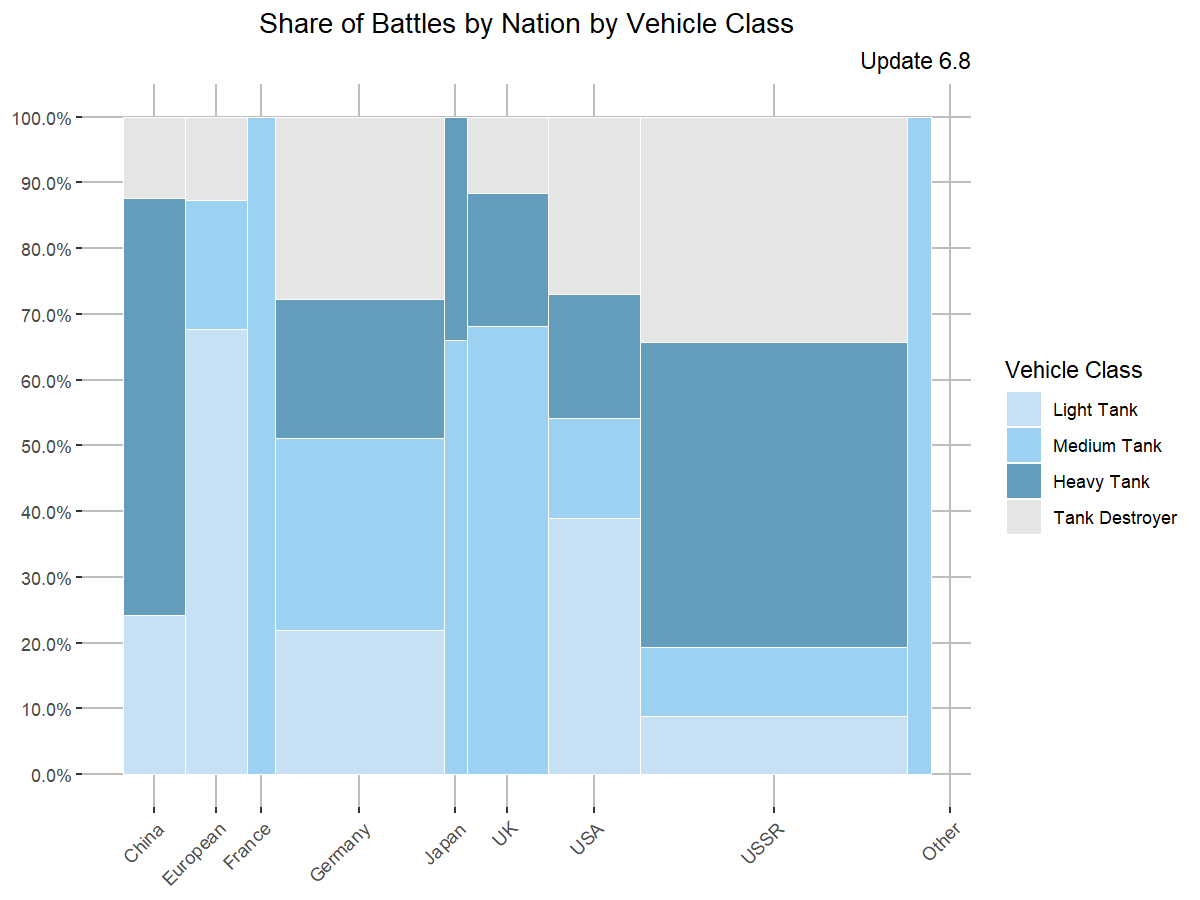 Share of Battles by Nation by Vehicle Class
Update 6.8
100.0%
90.0%
80.0%
70.0%
60.0%
50.0%
40.0%
30.0%
20.0%
10.0%
0.0%
China
European
France
Germany
Japan
UK
USA
USSR
Other
Vehicle Class
Light Tank
Medium Tank
Heavy Tank
Tank Destroyer